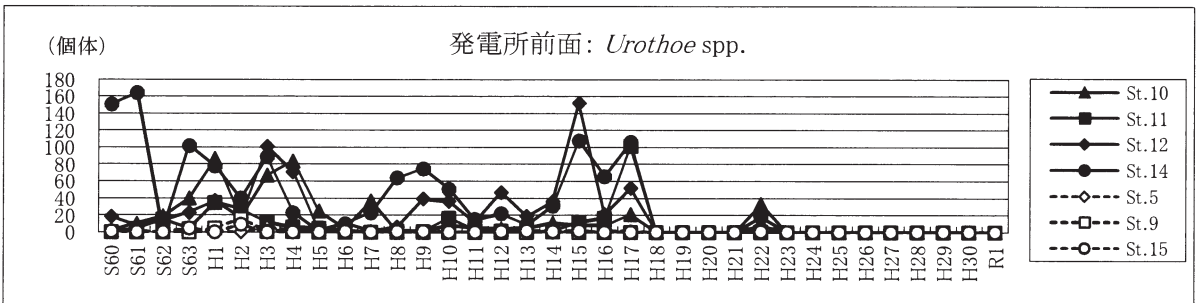 発電所前面: Urothoe spp.
(個体)
180
160
140
120
100
80
60
40
20
0
S60 S61 S62 S63 H1 H2 H3 H4 H5 H6 H7 H8 H9 H10 H11 H12 H13 H14 H15 H16 H17 H18 H19 H20 H21 H22 H23 H24 H25 H26 H27 H28 H29 H30 R1
St.10
St.11
St.12
St.14
St.5
St.9
St.15